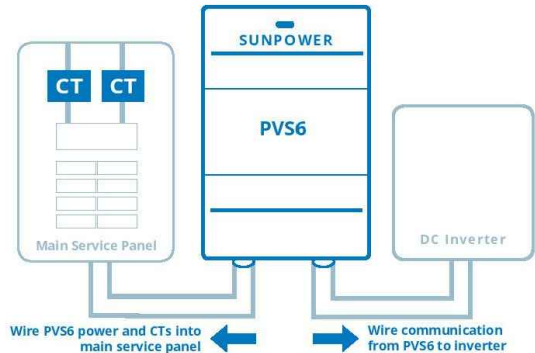 SUNPOWER
CT CT
PVS6
Main Service Panel
DC Inverter
Wire PVS6 power and CTs into
main service panel
Wire communication
from PVS6 to inverter